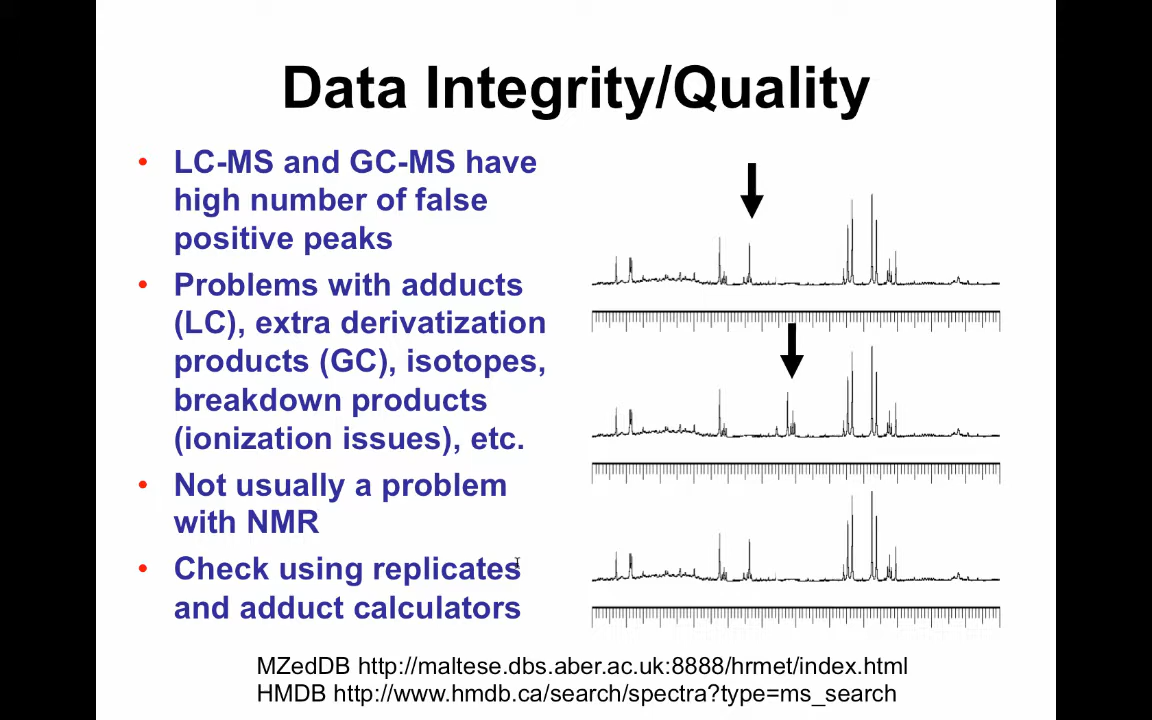 Data Integrity/Quality
• LC-MS and GC-MS have
high number of false
positive peaks
• Problems with adducts
(LC), extra derivatization
products (GC), isotopes,
breakdown products
(ionization issues), etc.
• Not usually a problem
with NMR
• Check using replicates
and adduct calculators
MZedDB http://maltese.dbs.aber.ac.uk:8888/hrmet/index.html
HMDB http://www.hmdb.ca/search/spectra?type=ms_search